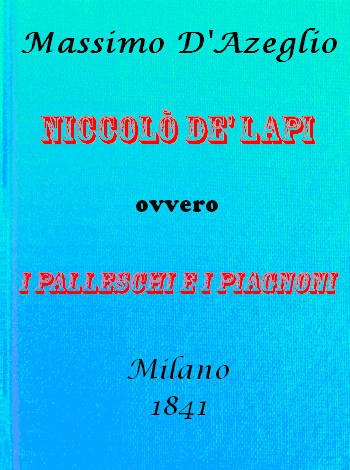 Massimo D'Azeglio
NICCOLÒ DE' LAPI
ovvero
I PALLESCHI E I PIAGNONI
Milano
1841